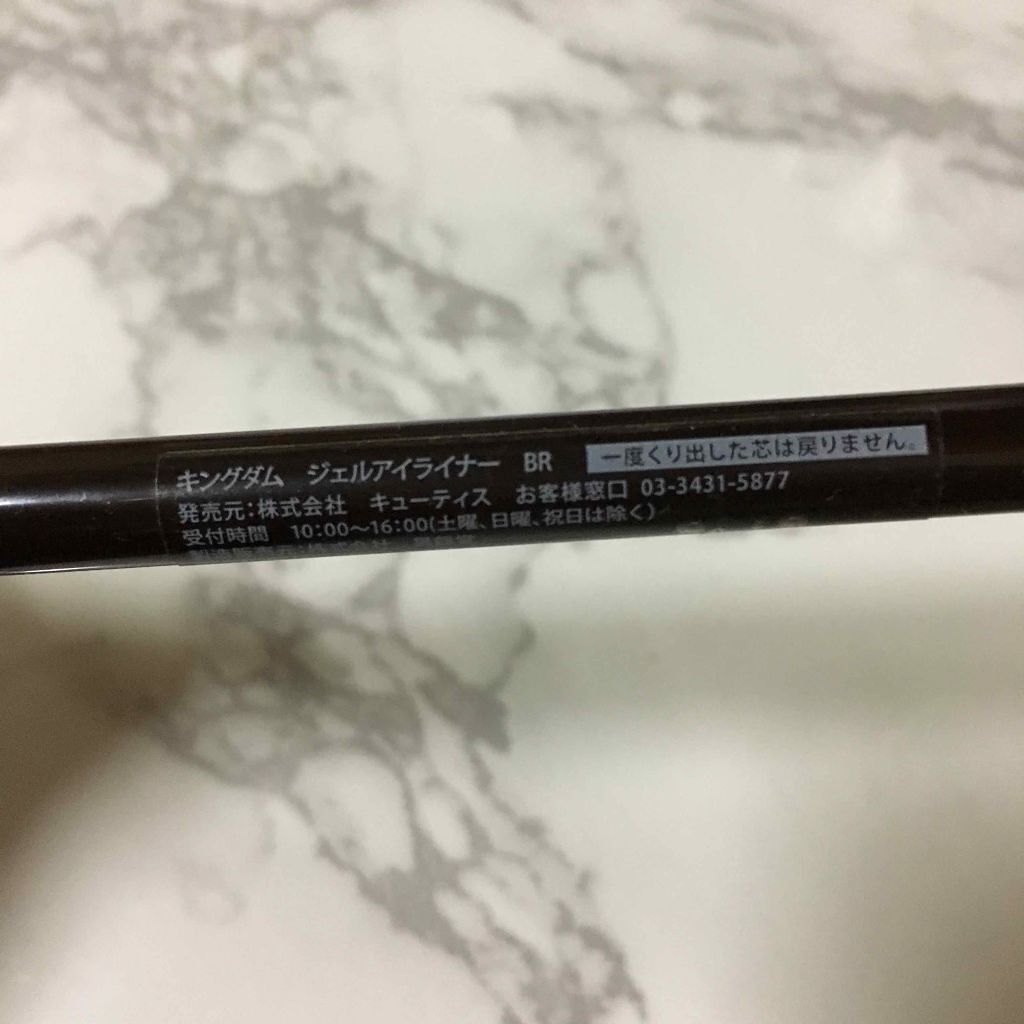 キングダム　ジェルアイライナー　BR
一度くり出した芯は戻りません。
発売元:株式会社　キューティス　お客様窓口 03-3431-5877
受付時間　10:00〜16:00(土曜、日曜、祝日は除く)